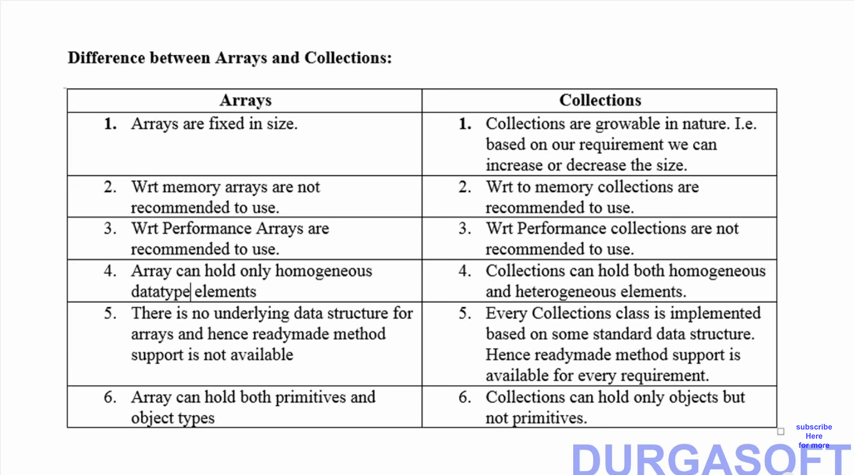 Difference between Arrays and Collections:
Arrays
Collections
1. Arrays are fixed in size.
1. Collections are growable in nature. I.e.
based on our requirement we can
increase or decrease the size.
2. Wrt memory arrays are not
recommended to use.
2. Wrt to memory collections are
recommended to use.
3. Wrt Performance Arrays are
recommended to use.
3. Wrt Performance collections are not
recommended to use.
4. Array can hold only homogeneous
datatype elements
4. Collections can hold both homogeneous
and heterogeneous elements.
5. There is no underlying data structure for
arrays and hence readymade method
support is not available
5. Every Collections class is implemented
based on some standard data structure.
Hence readymade method support is
available for every requirement.
6. Array can hold both primitives and
object types
6. Collections can hold only objects but
not primitives.
subscribe
Here
for more
DURGASOFT